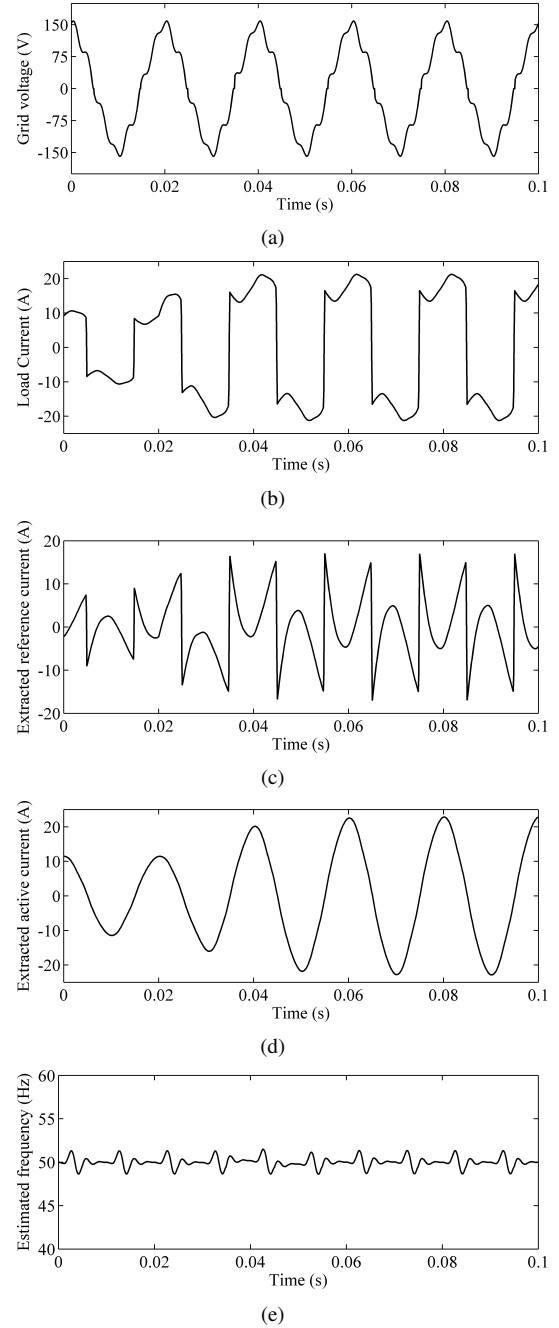 Grid voltage (V)
150
75
0
-75
-150
0 0.02 0.04 0.06 0.08 0.1
Time (s)
(a)
Load Current (A)
20
10
0
-10
-20
0 0.02 0.04 0.06 0.08 0.1
Time (s)
(b)
Extracted reference current (A)
20
10
0
-10
-20
0 0.02 0.04 0.06 0.08 0.1
Time (s)
(c)
Extracted active current (A)
20
10
0
-10
-20
0 0.02 0.04 0.06 0.08 0.1
Time (s)
(d)
Estimated frequency (Hz)
60
55
50
45
40
0 0.02 0.04 0.06 0.08 0.1
Time (s)
(e)